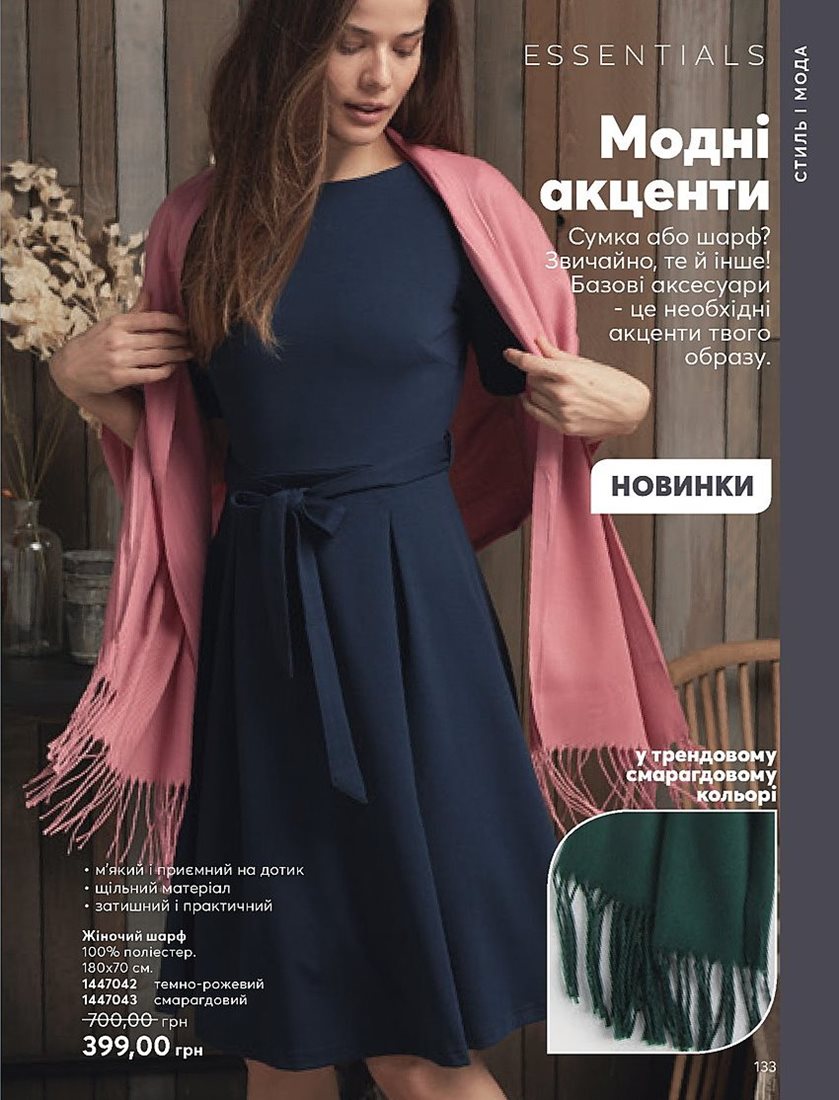 ESSENTIALS
СТИЛЬ І МОДА
Модні
акценти
Сумка або шарф?
Звичайно, те й інше!
Базові аксесуари
- це необхідні
акценти твого
образу.
НОВИНКИ
у трендовому
смарагдовому
кольорі
• м'який і приємний на дотик
• щільний матеріал
• затишний і практичний
Жіночий шарф
100% поліестер.
180x70 см.
1447042 темно-рожевий
1447043 смарагдовий
700,00 грн
399,00 грн
133